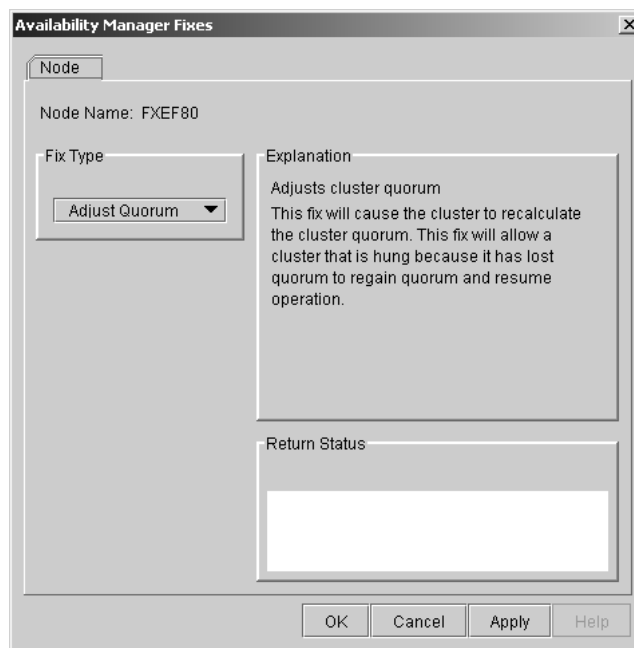 Availability Manager Fixes
Node
Node Name: FXEF80
Fix Type
Adjust Quorum
Explanation
Adjusts cluster quorum
This fix will cause the cluster to recalculate
the cluster quorum. This fix will allow a
cluster that is hung because it has lost
quorum to regain quorum and resume
operation.
Return Status
OK Cancel Apply Help